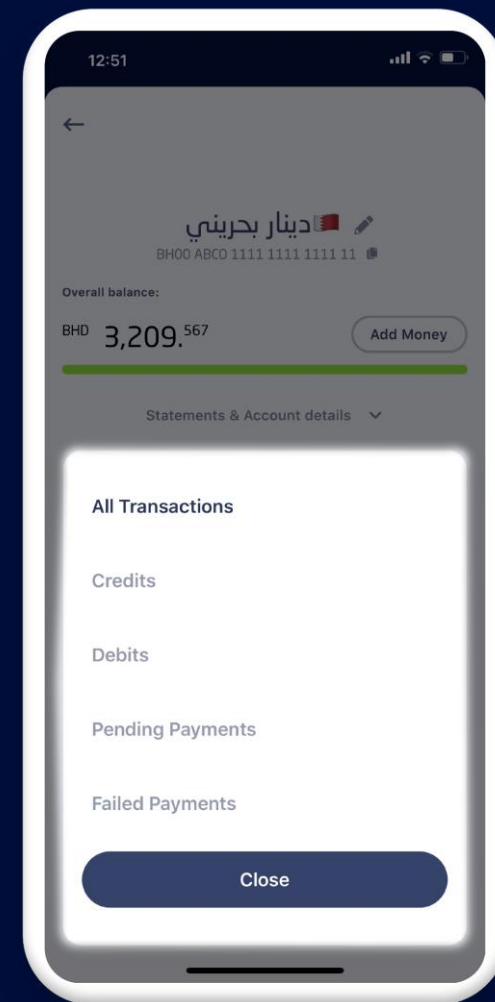 12:51
دينار بحريني
BH00 ABCO 1111 1111 1111 11
Overall balance:
BHD 3,209.567
Add Money
Statements & Account details
All Transactions
Credits
Debits
Pending Payments
Failed Payments
Close